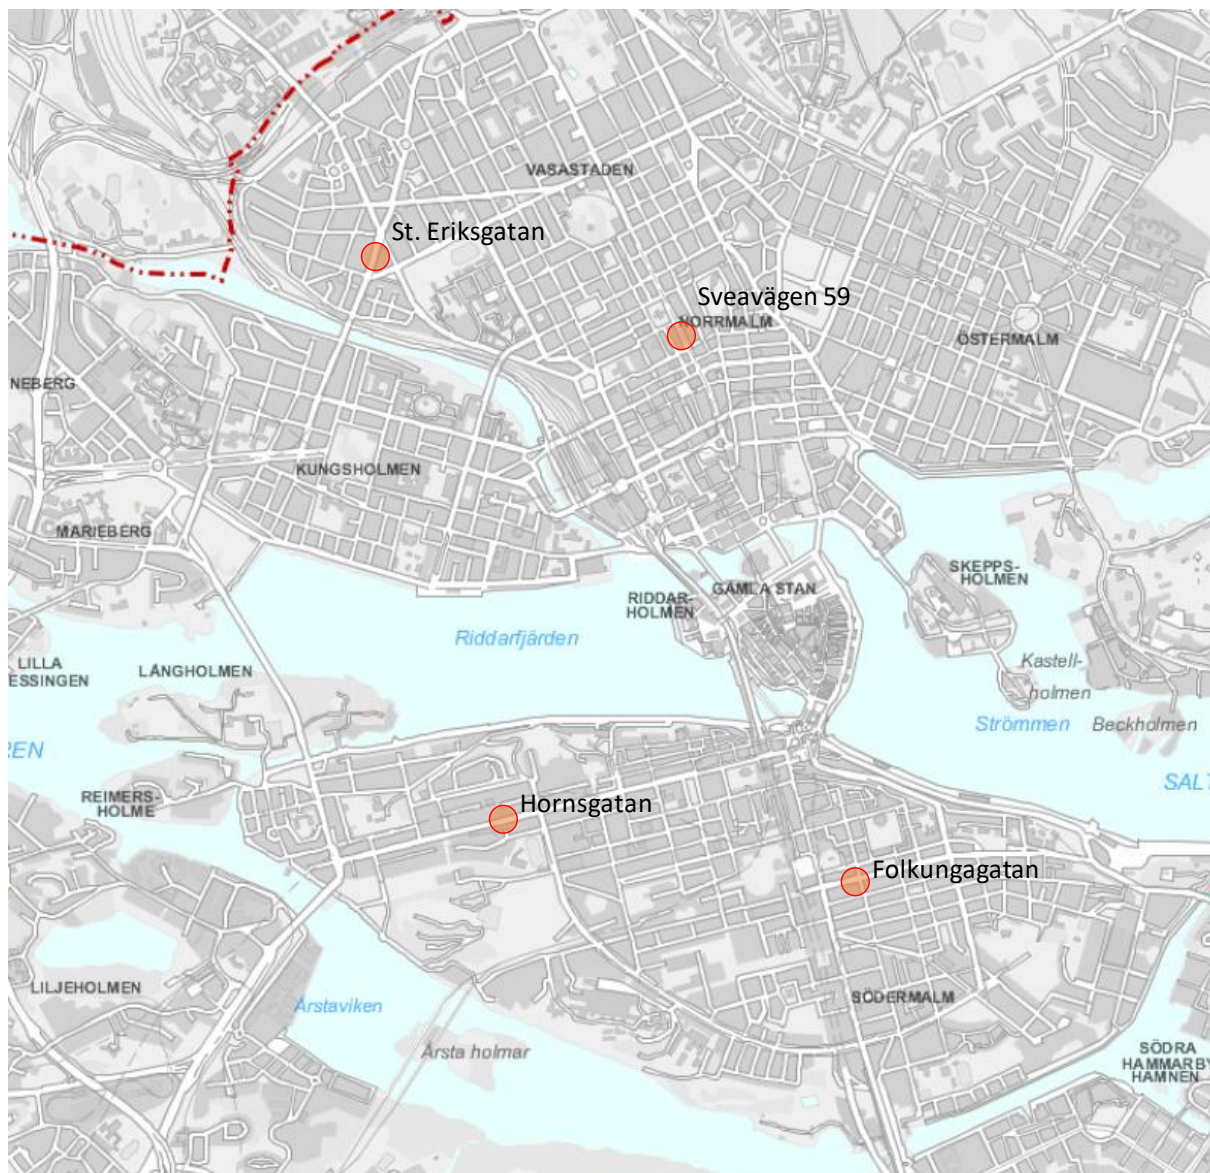 VASASTADEN
St. Eriksgatan
Sveavägen 59
NORRMALM
ÖSTERMALM
NEBERG
KUNGSHOLMEN
MARIEBERG
SKEPPS-
HOLMEN
RIDDAR-
HOLMEN
GAMLA STAN
Riddarfjärden
LILLA
ESSINGEN
LÅNGHOLMEN
Kastell-
holmen
Strömmen
Beckholmen
REN
SALT
REIMERS-
HOLME
Hornsgatan
Folkungagatan
LILJEHOLMEN
Årstaviken
SÖDERMALM
Årsta holmar
SÖDRA
HAMMARBY
HAMNEN